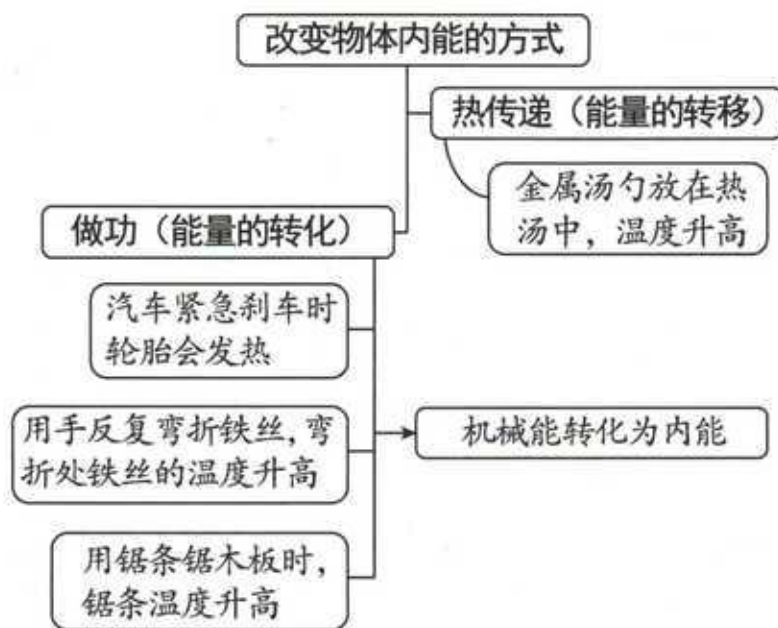 改变物体内能的方式
热传递（能量的转移）
金属汤勺放在热
汤中，温度升高
做功（能量的转化）
汽车紧急刹车时
轮胎会发热
用手反复弯折铁丝，弯
折处铁丝的温度升高
机械能转化为内能
用锯条锯木板时，
锯条温度升高